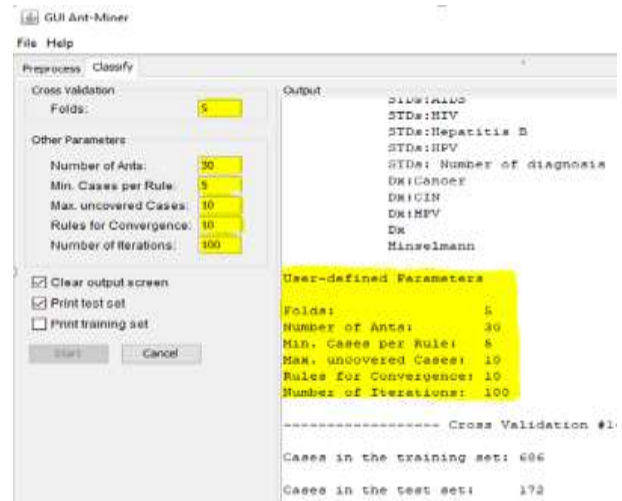 GUI Ant-Miner
File Help
Preprocess Classify
Cross Validation
Folds: 5
Other Parameters
Number of Ants: 30
Min. Cases per Rule: 5
Max. uncovered Cases: 10
Rules for Convergence: 10
Number of Iterations: 100
Clear output screen
Print test set
Print training set
Start Cancel
Output
STDs:AIDS
STDs:HIV
STDs:Hepatitis B
STDs:HPV
STDs: Number of diagnosis
Dx:Cancer
Dx:CIN
Dx:HPV
Dx
Hinselmann
User-defined Parameters
Folds: 5
Number of Ants: 30
Min. Cases per Rule: 5
Max. uncovered Cases: 10
Rules for Convergence: 10
Number of Iterations: 100
------------------ Cross Validation #1
Cases in the training set: 686
Cases in the test set: 172